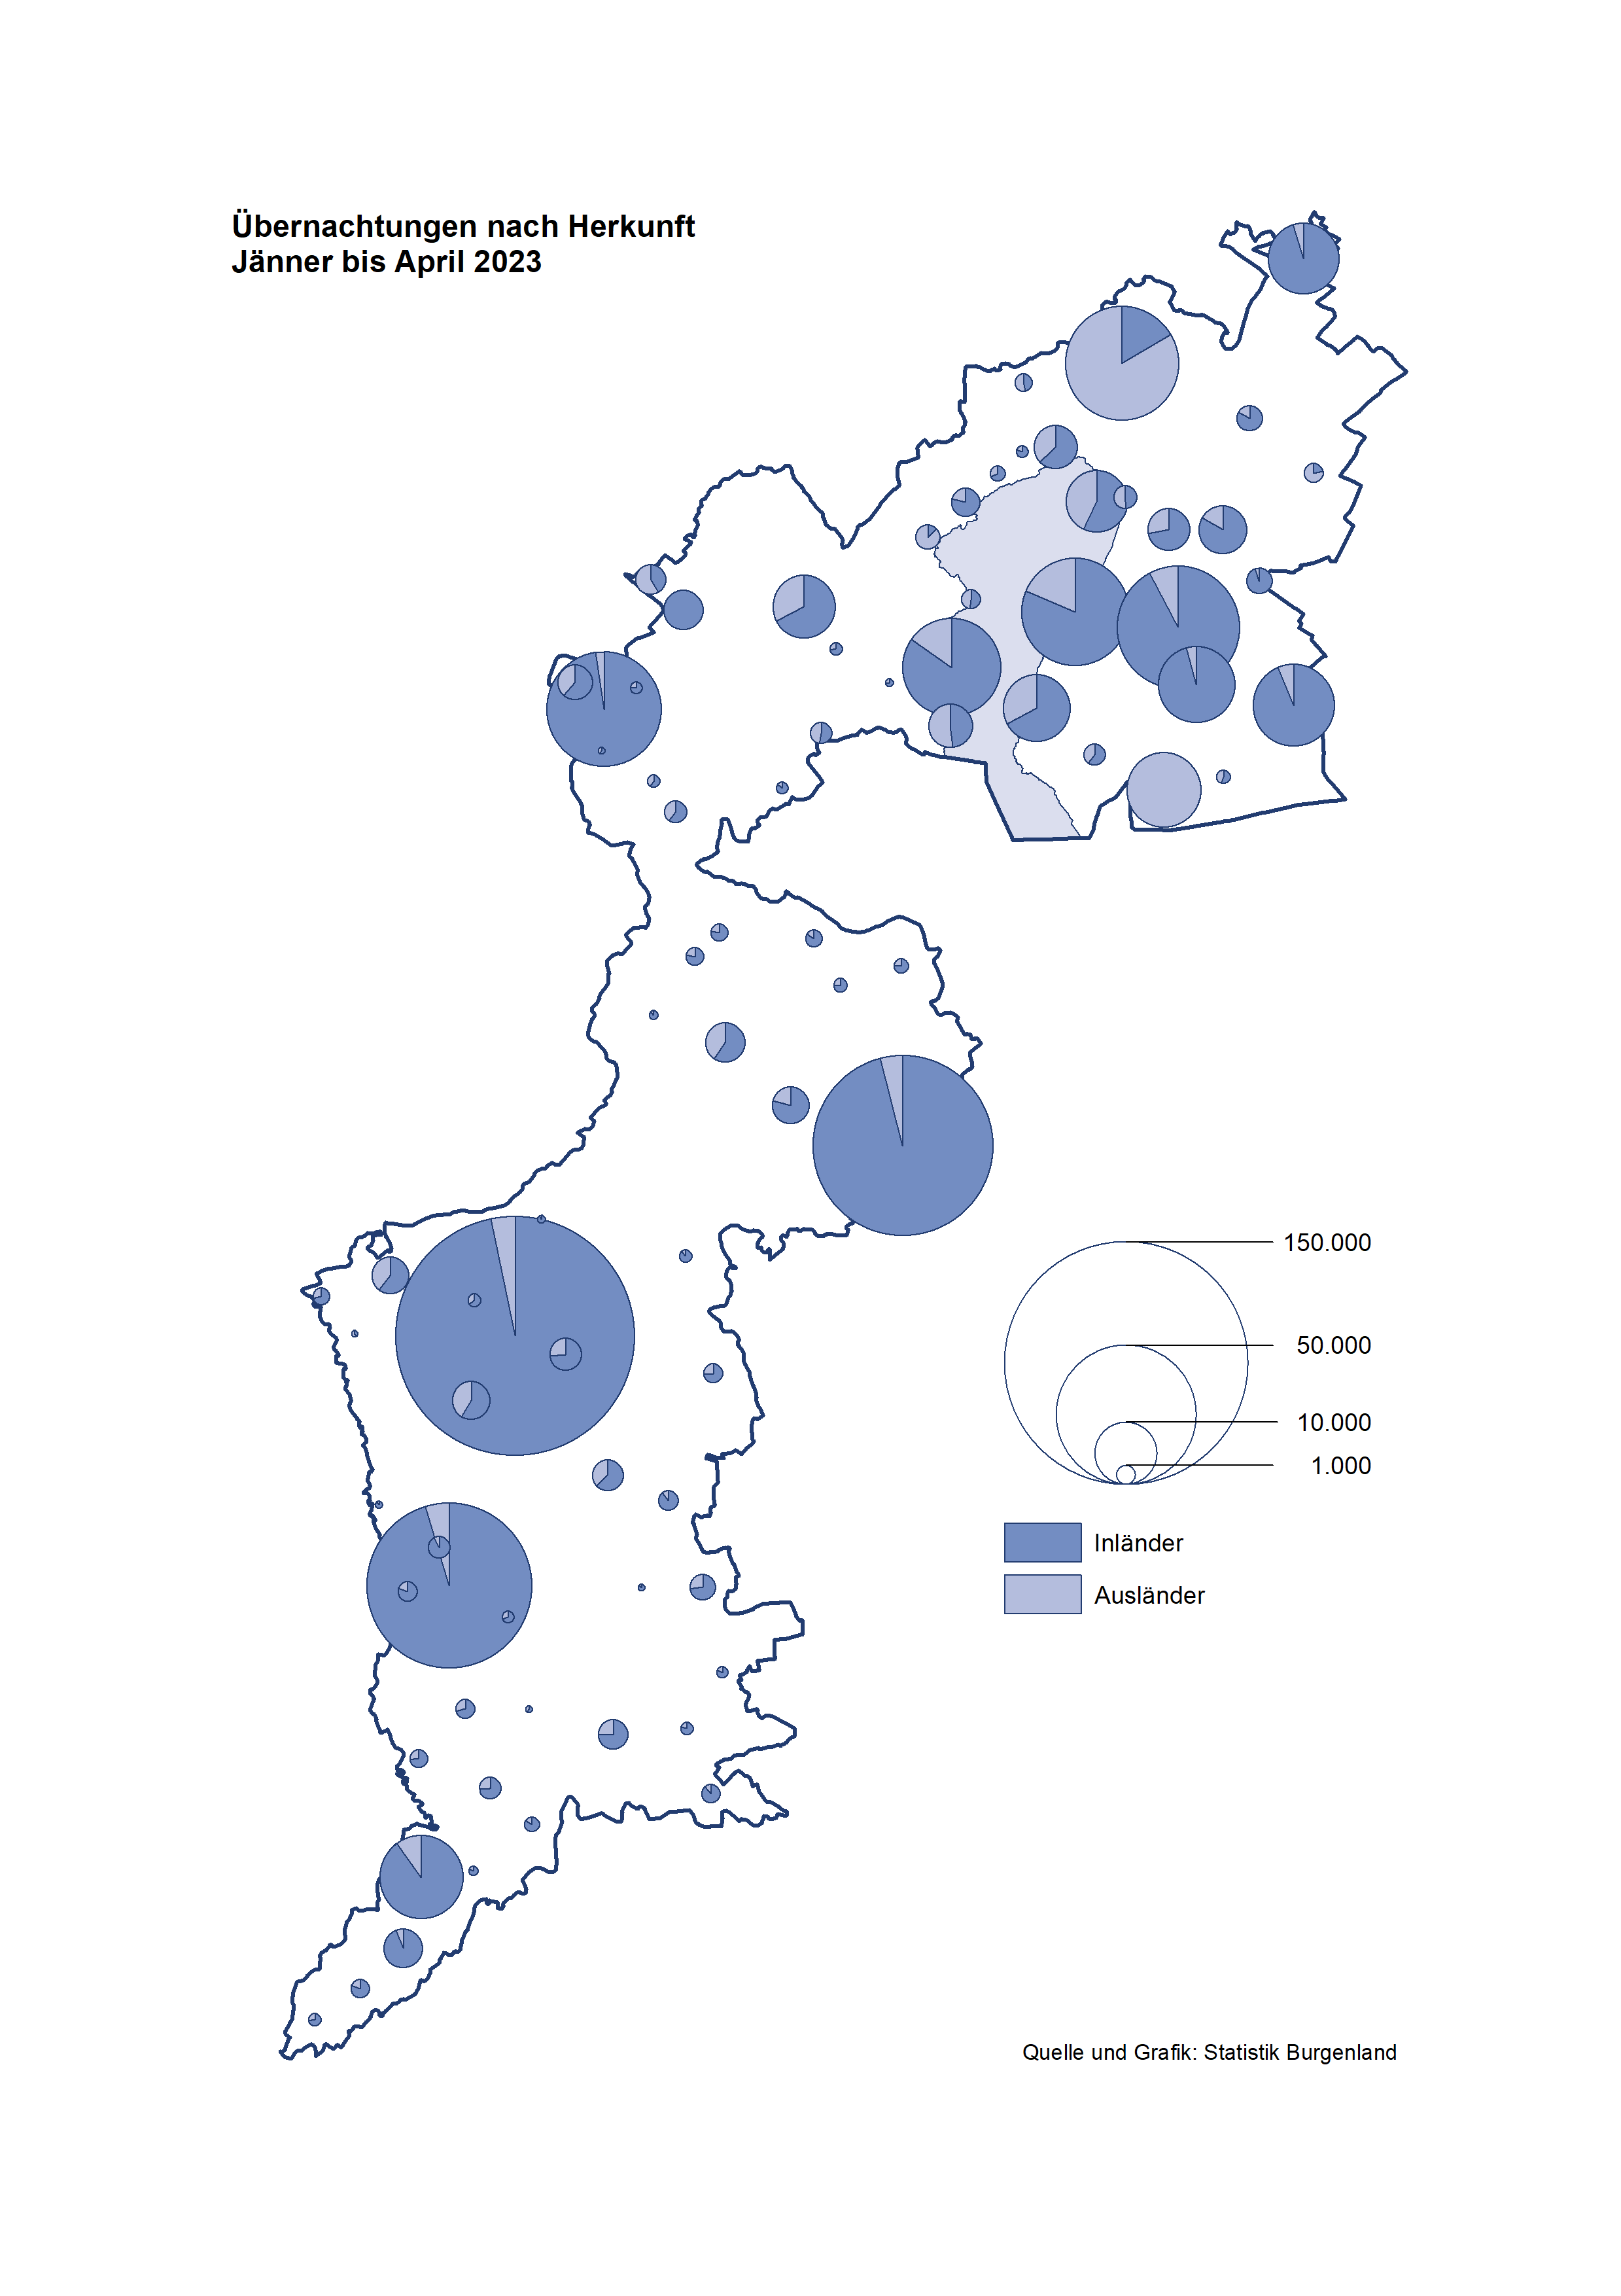 Übernachtungen nach Herkunft
Jänner bis April 2023
150.000
50.000
10.000
1.000
Inländer
Ausländer
Quelle und Grafik: Statistik Burgenland